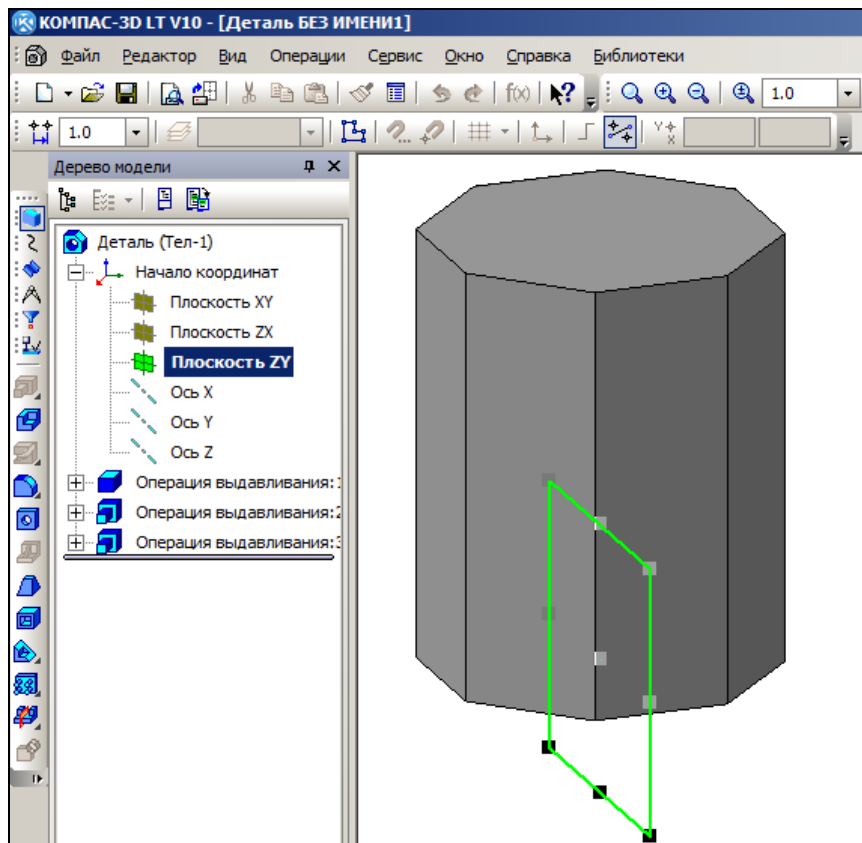 КОМПАС-3D LT V10 - [Деталь БЕЗ ИМЕНИ1]
Файл Редактор Вид Операции Сервис Окно Справка Библиотеки
f(x) 1.0
1.0
Дерево модели
Деталь (Тел-1)
Начало координат
Плоскость XY
Плоскость ZX
Плоскость ZY
Ось X
Ось Y
Ось Z
Операция выдавливания:1
Операция выдавливания:2
Операция выдавливания:3